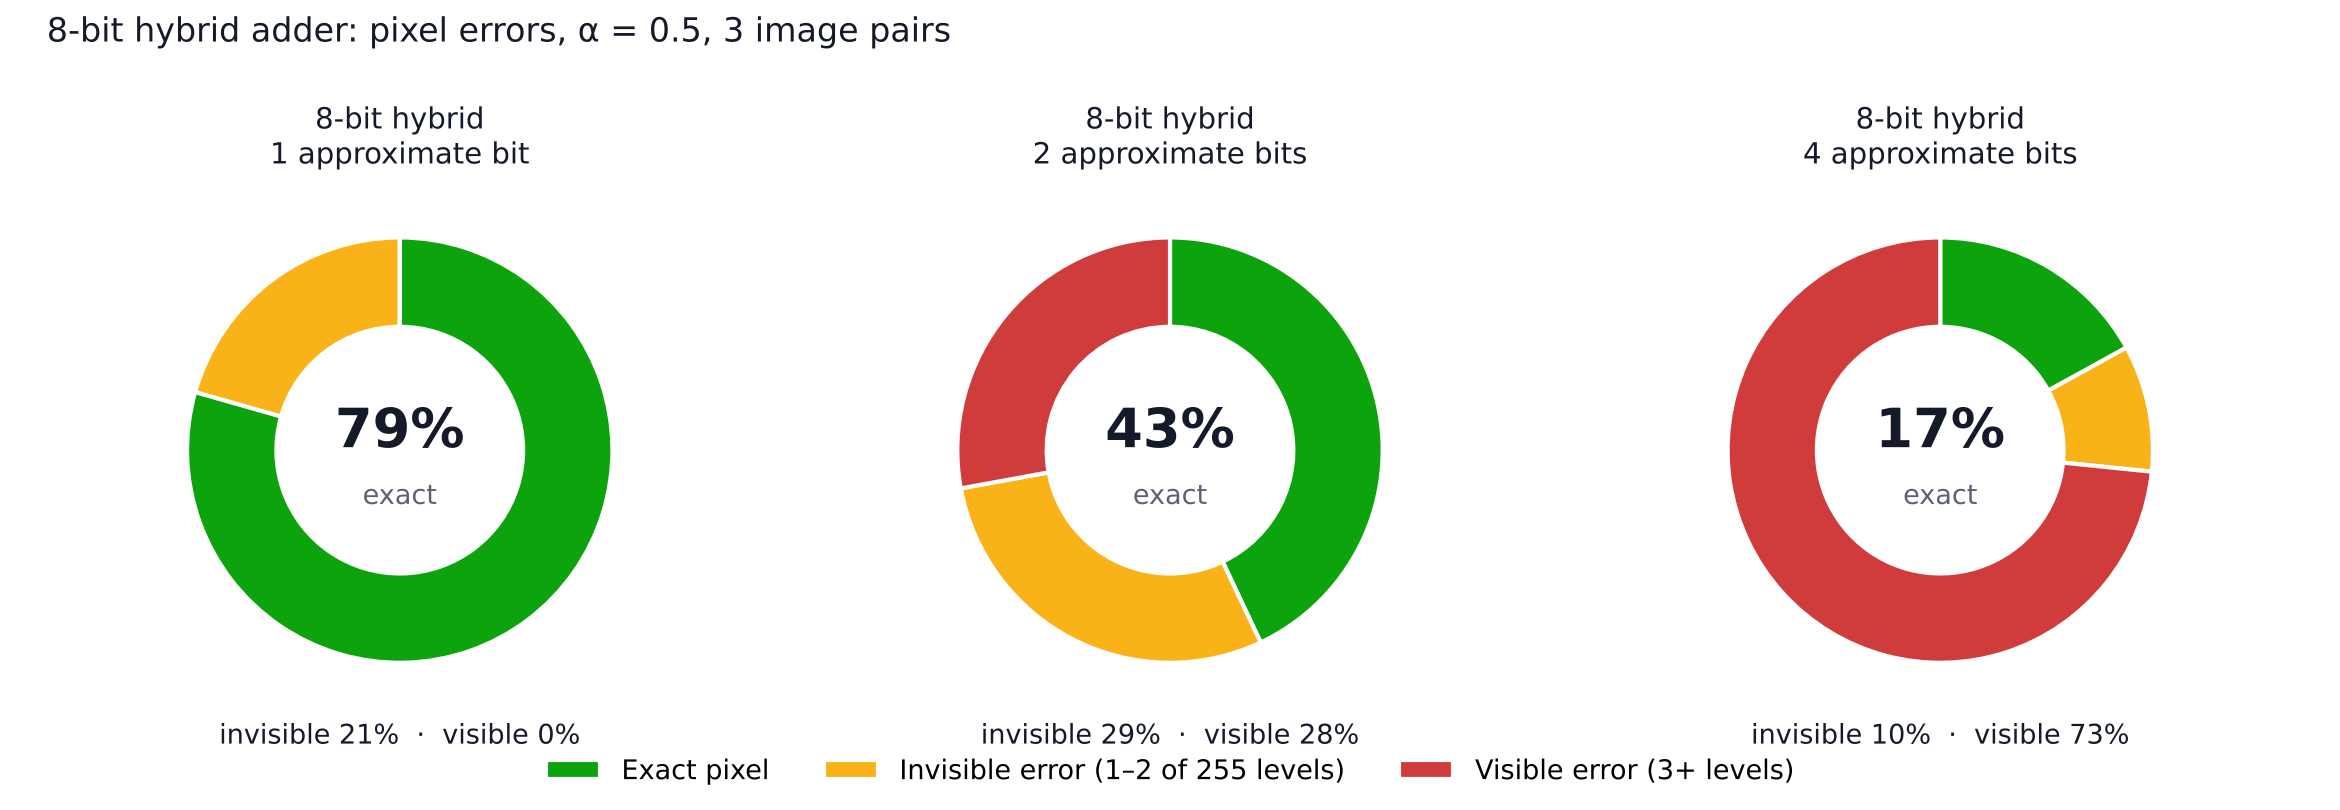 8-bit hybrid adder: pixel errors, α = 0.5, 3 image pairs
8-bit hybrid
1 approximate bit
79%
exact
invisible 21% · visible 0%
8-bit hybrid
2 approximate bits
43%
exact
invisible 29% · visible 28%
8-bit hybrid
4 approximate bits
17%
exact
invisible 10% · visible 73%
Exact pixel
Invisible error (1–2 of 255 levels)
Visible error (3+ levels)